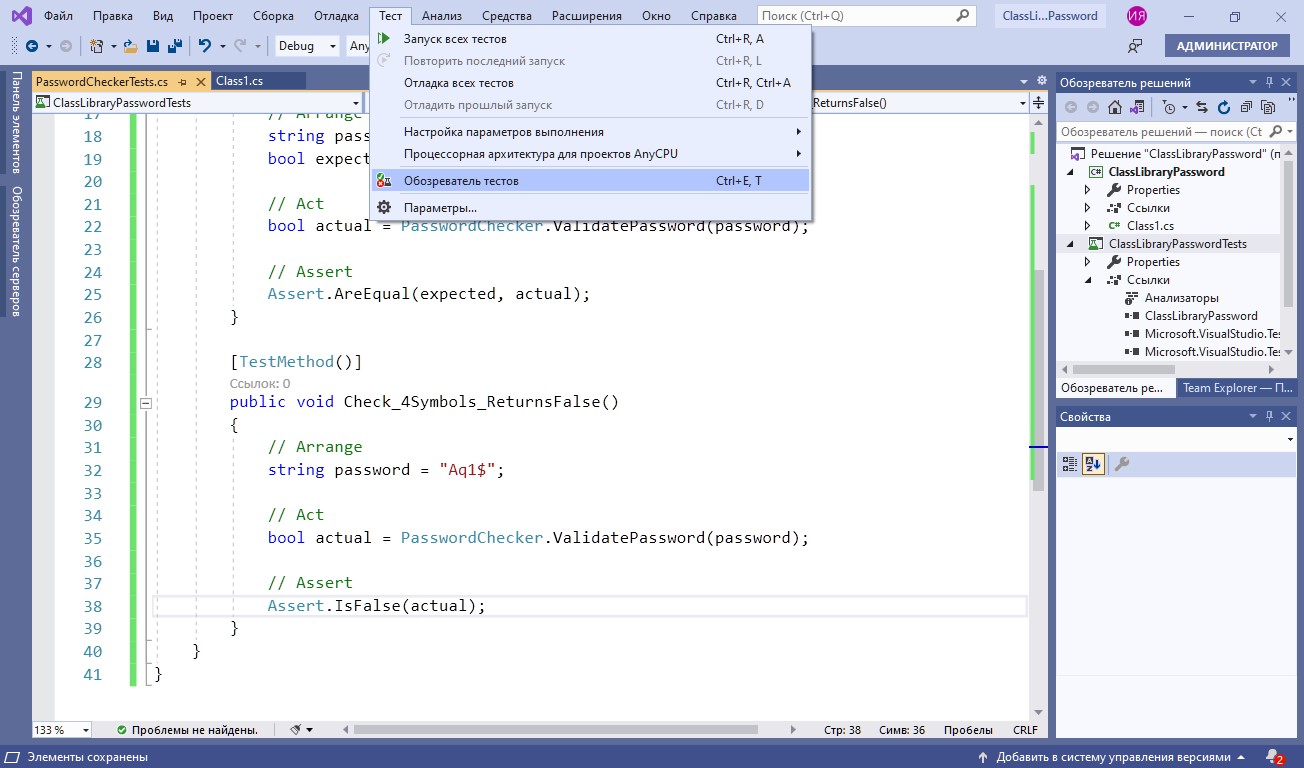 Файл Правка Вид Проект Сборка Отладка Тест Анализ Средства Расширения Окно Справка Поиск (Ctrl+Q) ClassLi...Password ИЯ
Debug Any АДМИНИСТРАТОР
Запуск всех тестов Ctrl+R, A
Повторить последний запуск Ctrl+R, L
Отладка всех тестов Ctrl+R, Ctrl+A
Отладить прошлый запуск Ctrl+R, D
Настройка параметров выполнения
Процессорная архитектура для проектов AnyCPU
Обозреватель тестов Ctrl+E, T
Параметры...
Панель элементов
Обозреватель серверов
PasswordCheckerTests.cs Class1.cs
ClassLibraryPasswordTests _ReturnsFalse()
17 // Arrange
18 string pass
19 bool expect
20
21 // Act
22 bool actual = PasswordChecker.ValidatePassword(password);
23
24 // Assert
25 Assert.AreEqual(expected, actual);
26 }
27
28 [TestMethod()]
Ссылок: 0
29 public void Check_4Symbols_ReturnsFalse()
30 {
31 // Arrange
32 string password = "Aq1$";
33
34 // Act
35 bool actual = PasswordChecker.ValidatePassword(password);
36
37 // Assert
38 Assert.IsFalse(actual);
39 }
40 }
41 }
133 % Проблемы не найдены. Стр: 38 Симв: 36 Пробелы CRLF
Обозреватель решений
Обозреватель решений — поиск (Ct
Решение "ClassLibraryPassword" (п
ClassLibraryPassword
Properties
Ссылки
Class1.cs
ClassLibraryPasswordTests
Properties
Ссылки
Анализаторы
ClassLibraryPassword
Microsoft.VisualStudio.Tes
Microsoft.VisualStudio.Tes
Обозреватель ре... Team Explorer — П...
Свойства
Элементы сохранены Добавить в систему управления версиями 2